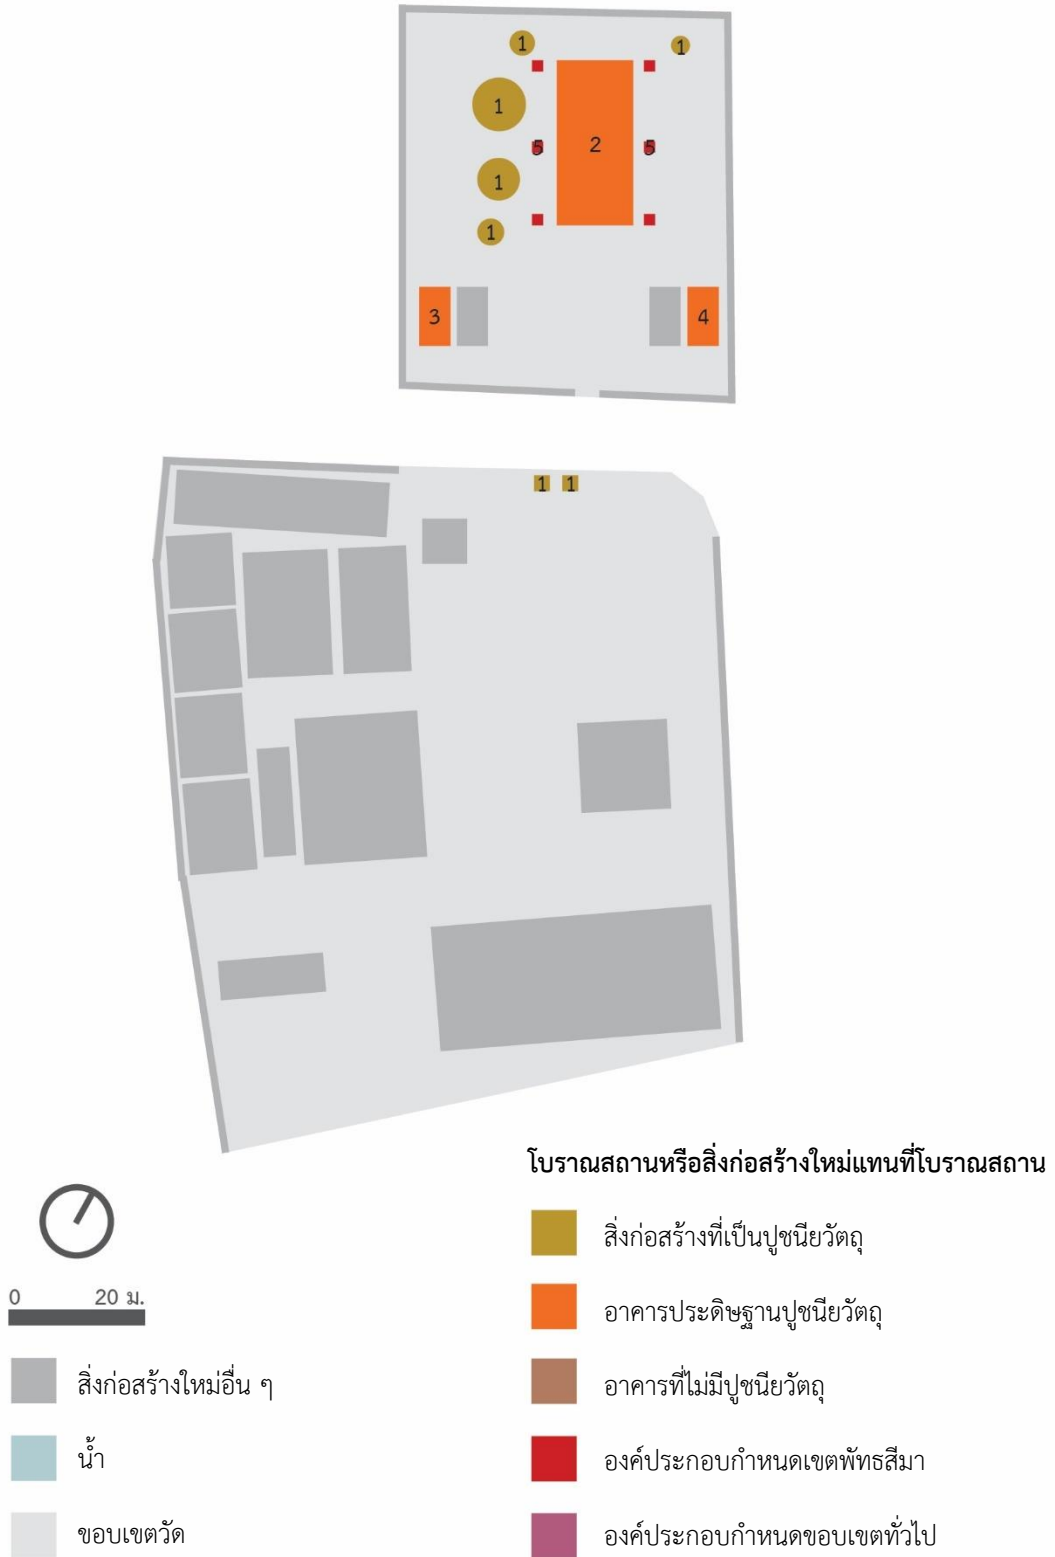 1
1
1
5
2
5
1
1
3
4
1
1
โบราณสถานหรือสิ่งก่อสร้างใหม่แทนที่โบราณสถาน
สิ่งก่อสร้างที่เป็นปูชนียวัตถุ
0 20 ม.
อาคารประดิษฐานปูชนียวัตถุ
สิ่งก่อสร้างใหม่อื่น ๆ
อาคารที่ไม่มีปูชนียวัตถุ
น้ำ
องค์ประกอบกำหนดเขตพัทธสีมา
ขอบเขตวัด
องค์ประกอบกำหนดขอบเขตทั่วไป